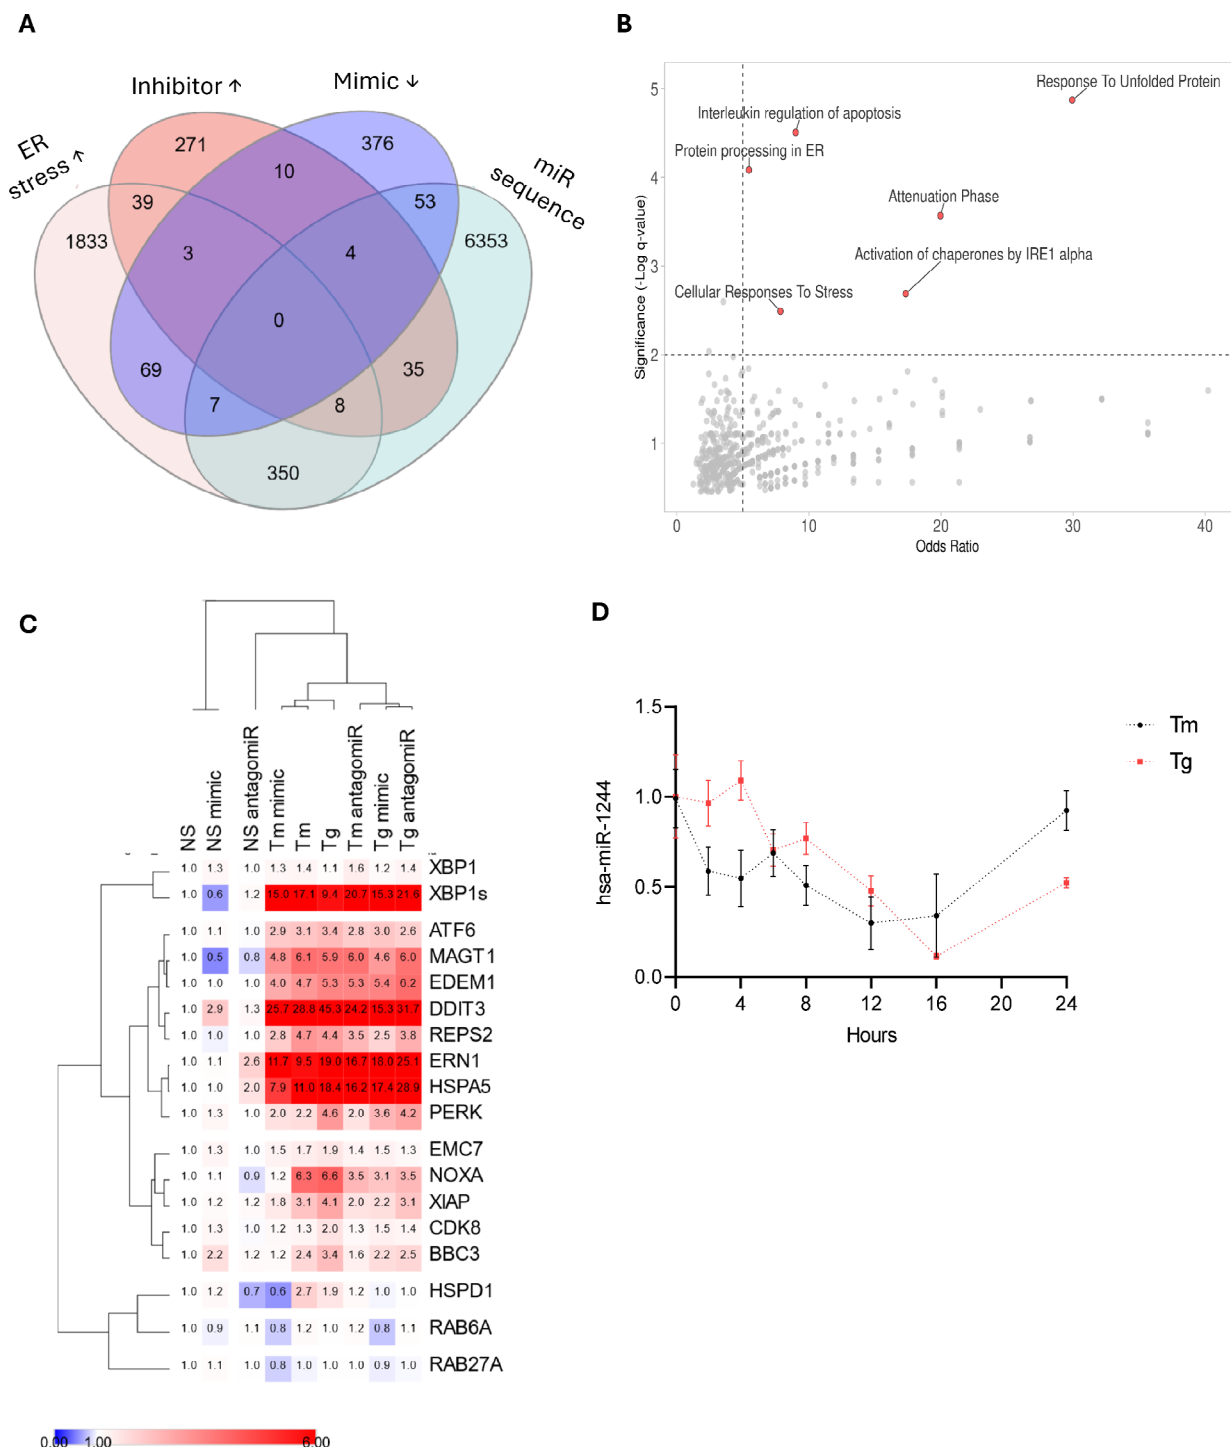 A
Inhibitor ↑
Mimic ↓
ER
stress ↑
miR
sequence
271
376
10
39
53
1833
6353
3
4
0
69
35
7
8
350
B
Significance (-Log q-value)
5
4
3
2
1
Response To Unfolded Protein
Interleukin regulation of apoptosis
Protein processing in ER
Attenuation Phase
Activation of chaperones by IRE1 alpha
Cellular Responses To Stress
0 10 20 30 40
Odds Ratio
C
NS
NS mimic
NS antagomiR
Tm mimic
Tm
Tg
Tm antagomiR
Tg mimic
Tg antagomiR
1.0 1.3 1.0 1.3 1.4 1.1 1.6 1.2 1.4 XBP1
1.0 0.6 1.2 15.0 17.1 9.4 20.7 15.3 21.6 XBP1s
1.0 1.1 1.0 2.9 3.1 3.4 2.8 3.0 2.6 ATF6
1.0 0.5 0.8 4.8 6.1 5.9 6.0 4.6 6.0 MAGT1
1.0 1.0 1.0 4.0 4.7 5.3 5.3 5.4 6.2 EDEM1
1.0 2.9 1.3 25.7 28.8 45.3 24.2 15.3 31.7 DDIT3
1.0 1.0 1.0 2.8 4.7 4.4 3.5 2.5 3.8 REPS2
1.0 1.1 2.6 11.7 9.5 19.0 16.7 18.0 25.1 ERN1
1.0 1.0 2.0 7.9 11.0 18.4 16.2 17.4 28.9 HSPA5
1.0 1.3 1.0 2.0 2.2 4.6 2.0 3.6 4.2 PERK
1.0 1.3 1.0 1.5 1.7 1.9 1.4 1.5 1.3 EMC7
1.0 1.1 0.9 1.2 6.3 6.6 3.5 3.1 3.5 NOXA
1.0 1.2 1.2 1.8 3.1 4.1 2.0 2.2 3.1 XIAP
1.0 1.3 1.0 1.2 1.3 2.0 1.3 1.5 1.4 CDK8
1.0 2.2 1.2 1.2 2.4 3.4 1.6 2.2 2.5 BBC3
1.0 1.2 0.7 0.6 2.7 1.9 1.2 1.0 1.0 HSPD1
1.0 0.9 1.1 0.8 1.2 1.0 1.2 0.8 1.1 RAB6A
1.0 1.1 1.0 0.8 1.0 1.0 1.0 0.9 1.0 RAB27A
0.00 1.00 6.00
D
hsa-miR-1244
1.5
1.0
0.5
0.0
0 4 8 12 16 20 24
Hours
Tm
Tg